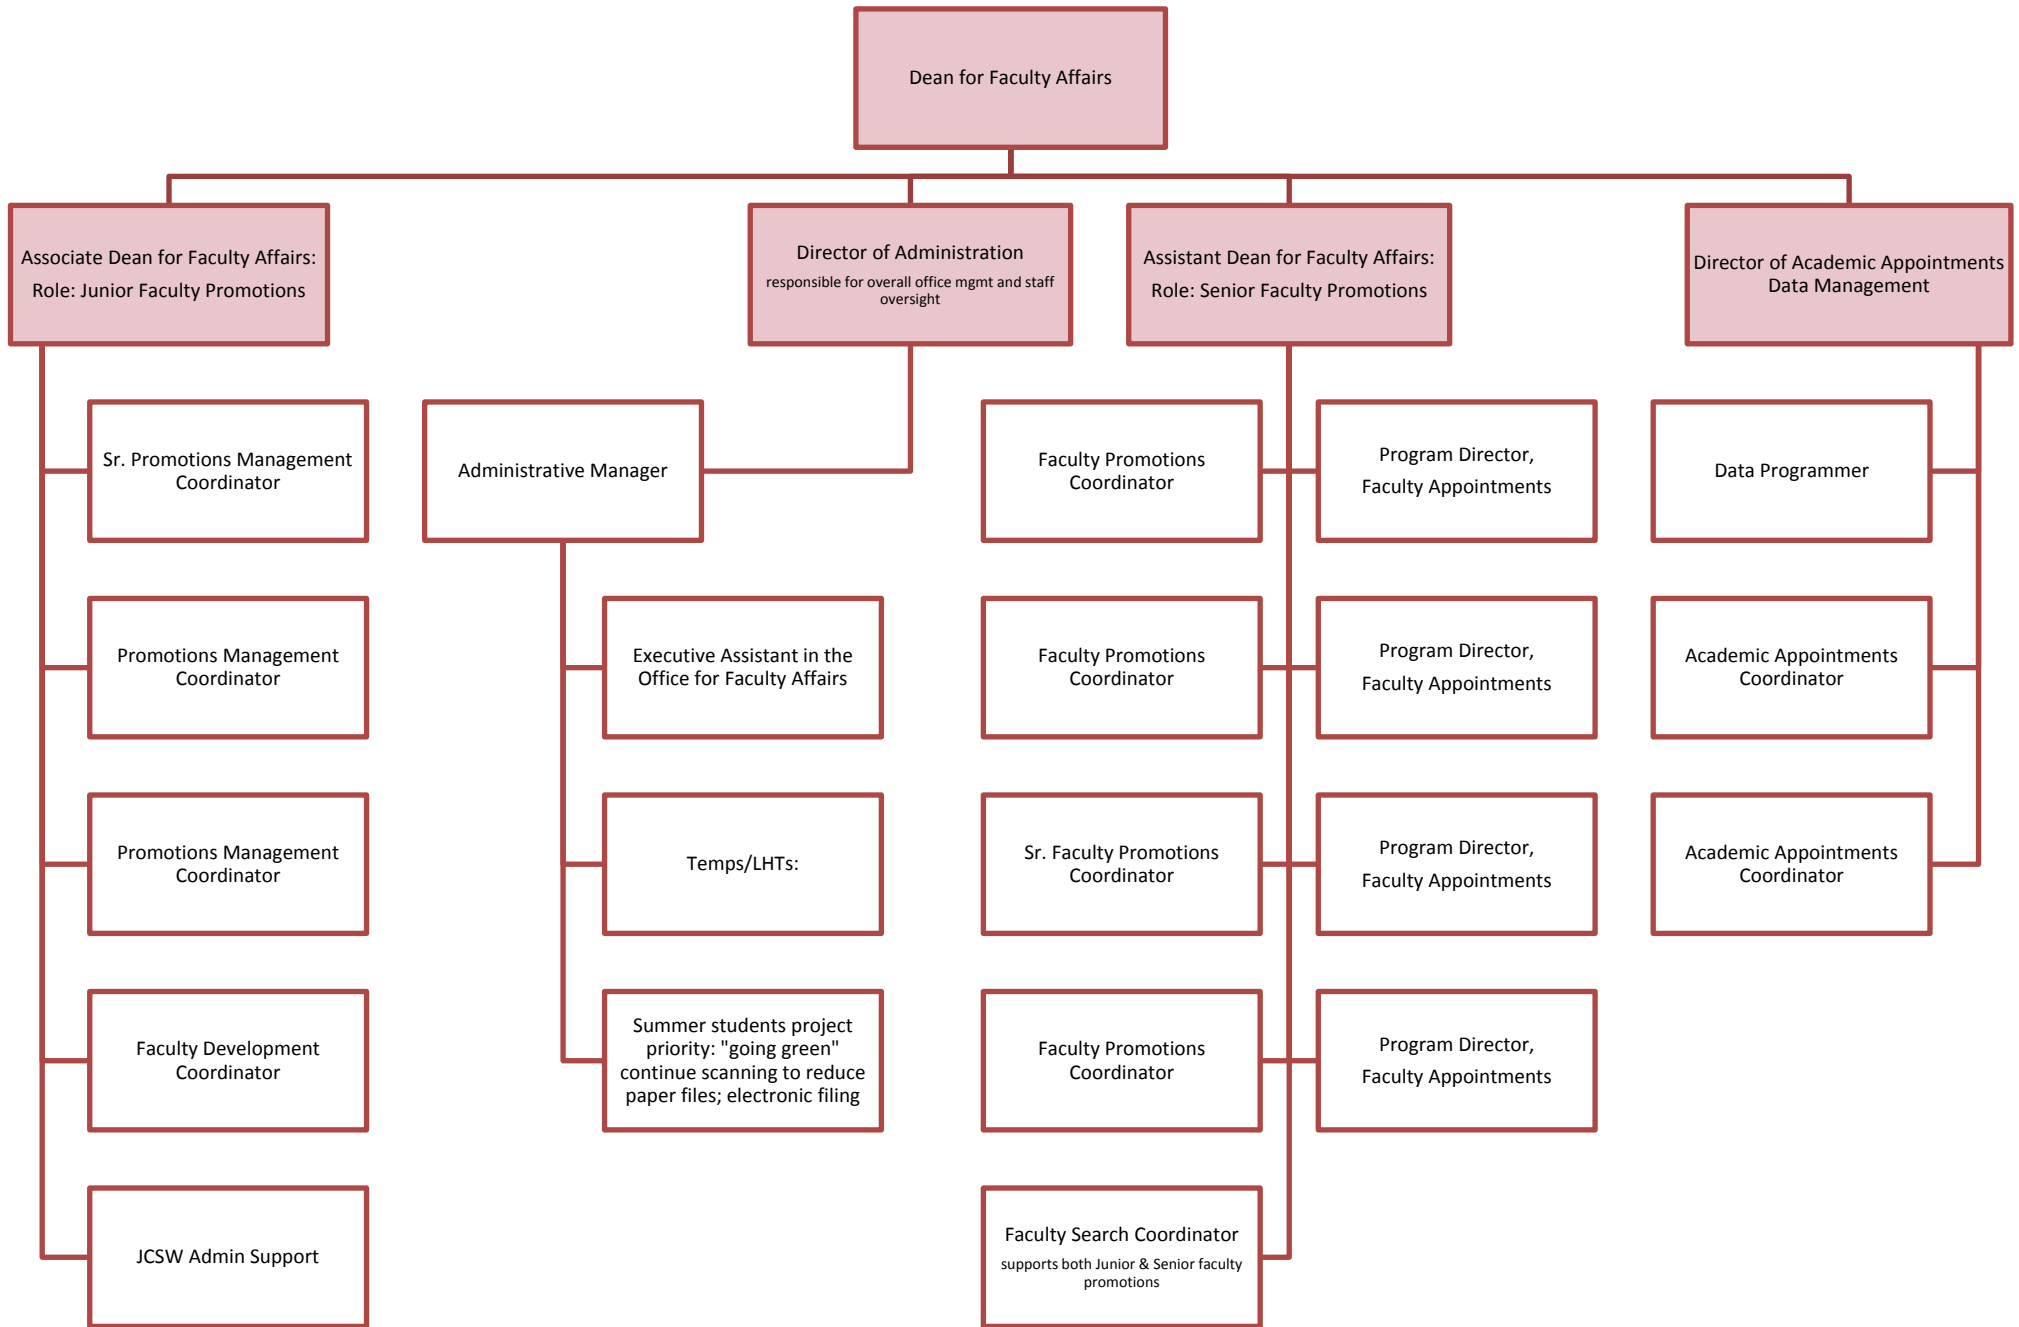 Dean for Faculty Affairs
Associate Dean for Faculty Affairs:
Role: Junior Faculty Promotions
Director of Administration
responsible for overall office mgmt and staff
oversight
Assistant Dean for Faculty Affairs:
Role: Senior Faculty Promotions
Director of Academic Appointments
Data Management
Sr. Promotions Management
Coordinator
Administrative Manager
Faculty Promotions
Coordinator
Program Director,
Faculty Appointments
Data Programmer
Promotions Management
Coordinator
Executive Assistant in the
Office for Faculty Affairs
Faculty Promotions
Coordinator
Program Director,
Faculty Appointments
Academic Appointments
Coordinator
Promotions Management
Coordinator
Temps/LHTs:
Sr. Faculty Promotions
Coordinator
Program Director,
Faculty Appointments
Academic Appointments
Coordinator
Faculty Development
Coordinator
Summer students project
priority: "going green"
continue scanning to reduce
paper files; electronic filing
Faculty Promotions
Coordinator
Program Director,
Faculty Appointments
JCSW Admin Support
Faculty Search Coordinator
supports both Junior & Senior faculty
promotions